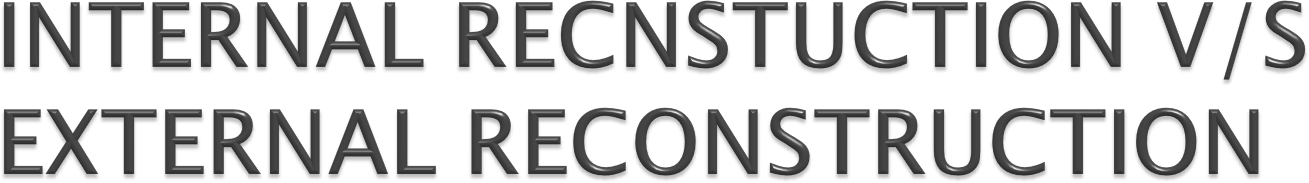 INTERNAL RECNSTUCTION V/S
EXTERNAL RECONSTRUCTION